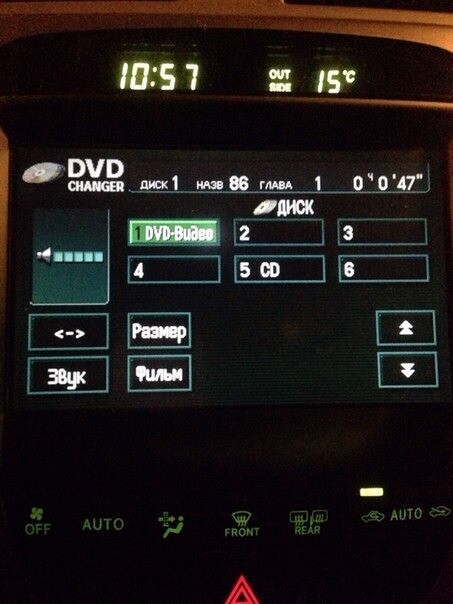 10:57 OUT SIDE 15°C
DVD CHANGER ДИСК 1 НАЗВ 86 ГЛАВА 1 0ч 0'47"
ДИСК
1 DVD-Видео 2 3
4 5 CD 6
<-> Размер
Звук Фильм
OFF AUTO FRONT REAR AUTO